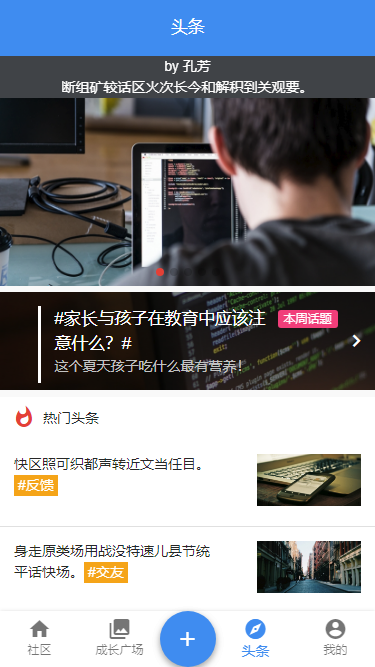 头条
by 孔芳
断组矿较话区火次长今和解积到关观要。
#家长与孩子在教育中应该注 本周话题
意什么? #
这个夏天孩子吃什么最有营养!
热门头条
快区照可织都声转近文当任目。
#反馈
身走原类场用战没特速儿县节统
平话快场。#交友
社区 成长广场 + 头条 我的